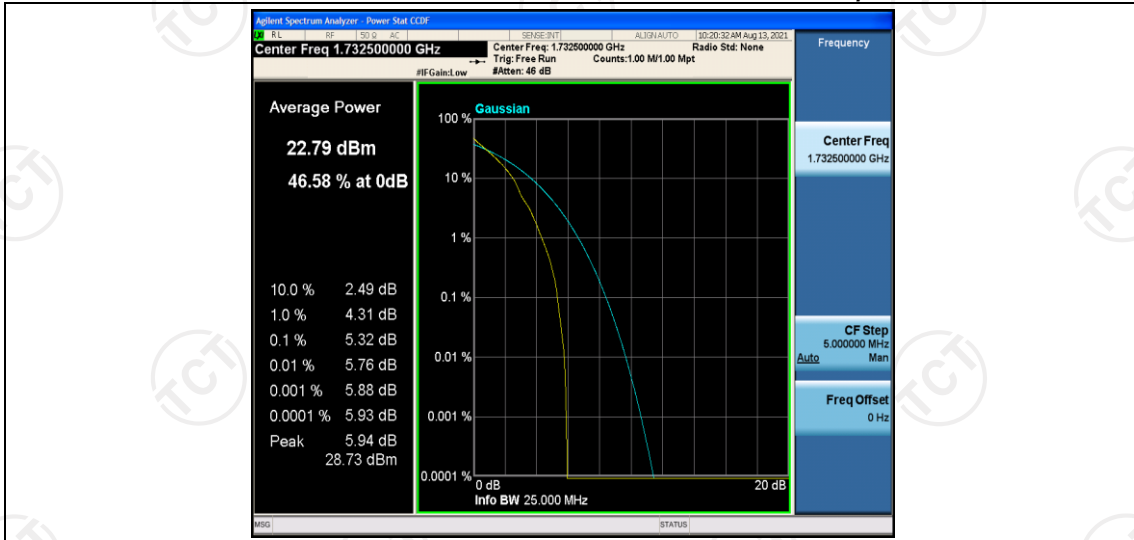 Agilent Spectrum Analyzer - Power Stat CCDF
LXI RL RF 50 Ω AC SENSE:INT ALIGN AUTO 10:20:32 AM Aug 13, 2021
Center Freq 1.732500000 GHz
Center Freq: 1.732500000 GHz Radio Std: None
Trig: Free Run Counts:1.00 M/1.00 Mpt
#IFGain:Low #Atten: 46 dB
Frequency
Average Power
22.79 dBm
46.58 % at 0dB
10.0 % 2.49 dB
1.0 % 4.31 dB
0.1 % 5.32 dB
0.01 % 5.76 dB
0.001 % 5.88 dB
0.0001 % 5.93 dB
Peak 5.94 dB
28.73 dBm
Gaussian
100 %
10 %
1 %
0.1 %
0.01 %
0.001 %
0.0001 %
0 dB 20 dB
Info BW 25.000 MHz
Center Freq
1.732500000 GHz
CF Step
5.000000 MHz
Auto Man
Freq Offset
0 Hz
MSG STATUS
TCT
TCT
TCT
TCT